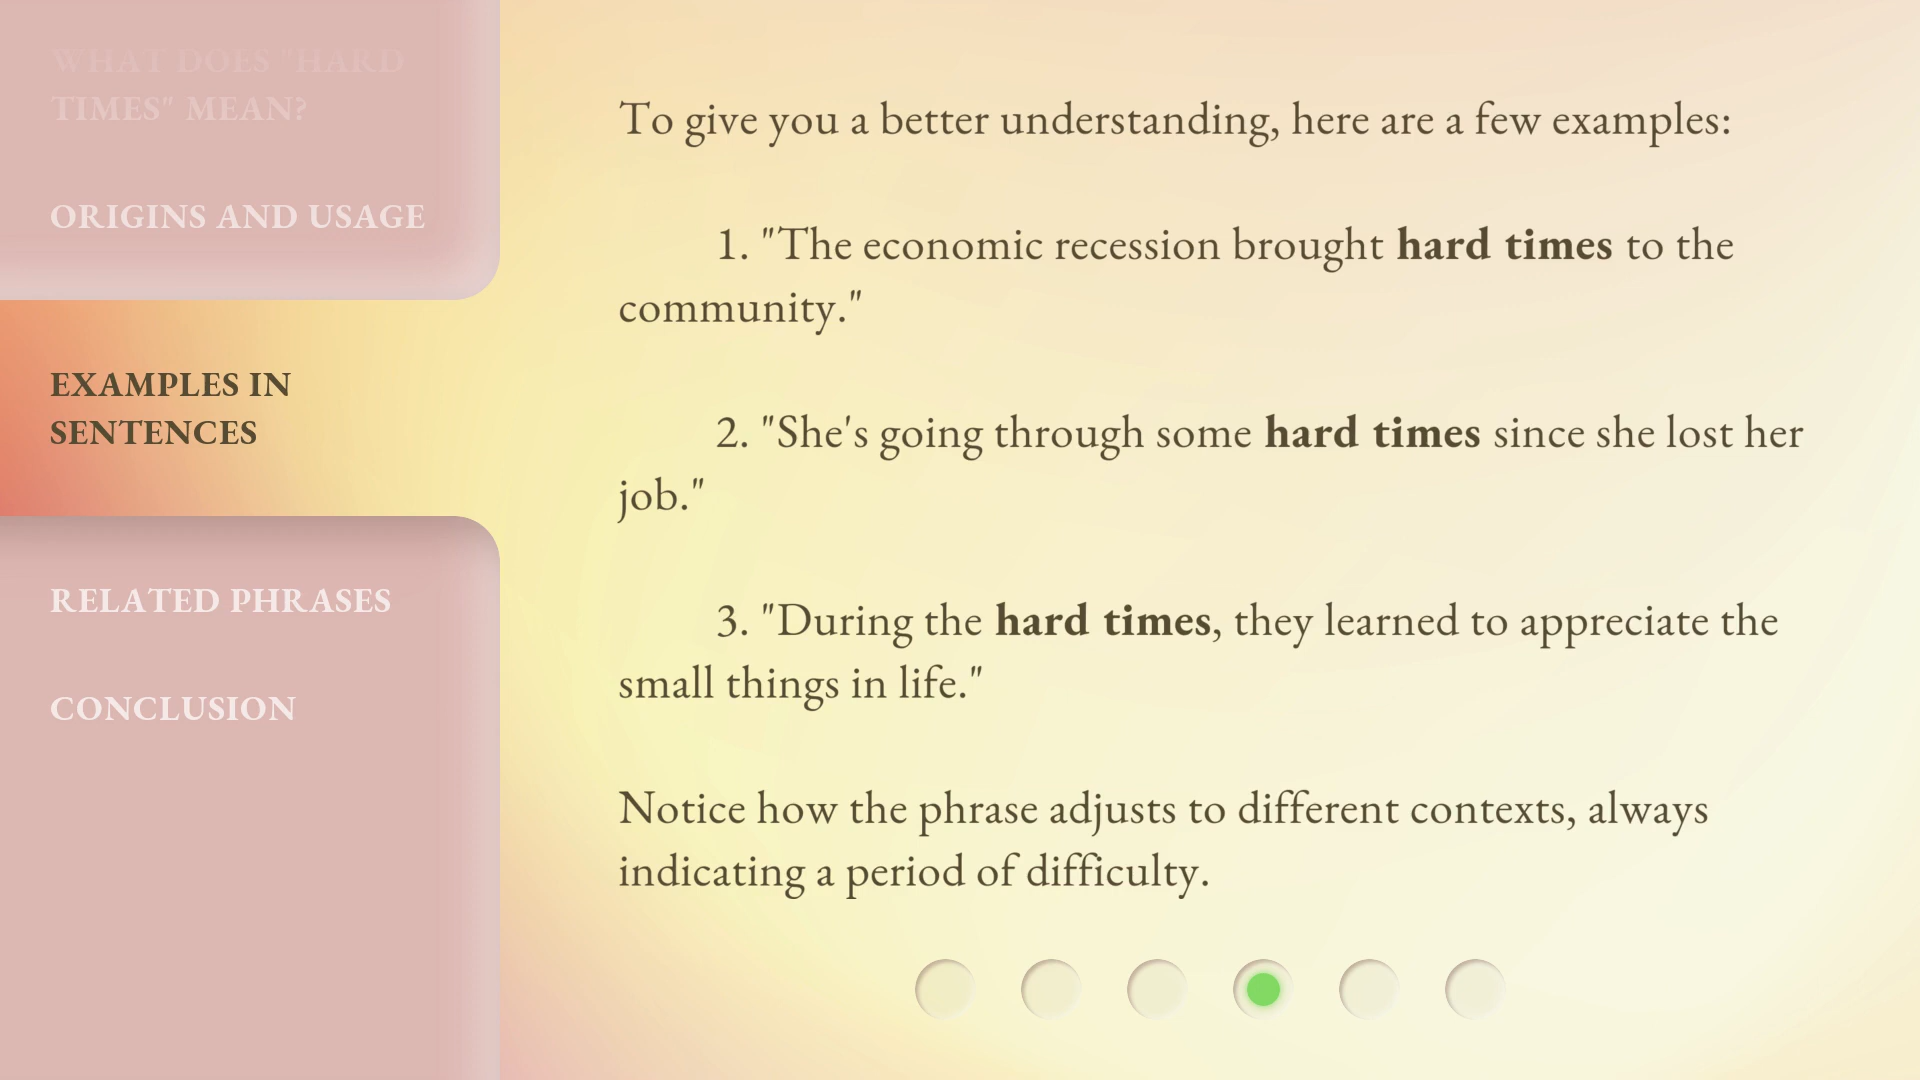 WHAT DOES "HARD
TIMES" MEAN?
ORIGINS AND USAGE
EXAMPLES IN
SENTENCES
RELATED PHRASES
CONCLUSION
To give you a better understanding, here are a few examples:
1. "The economic recession brought hard times to the
community."
2. "She's going through some hard times since she lost her
job."
3. "During the hard times, they learned to appreciate the
small things in life."
Notice how the phrase adjusts to different contexts, always
indicating a period of difficulty.